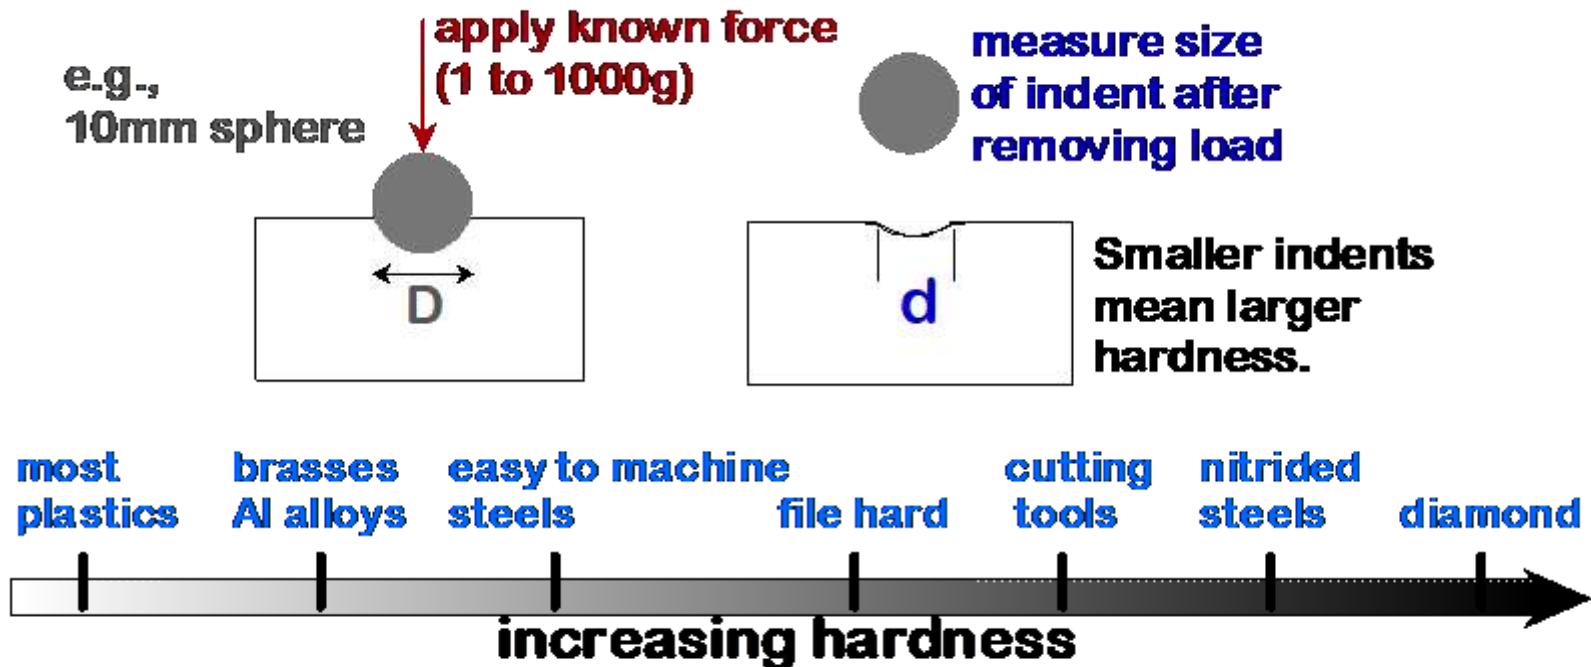 e.g.,
10mm sphere
apply known force
(1 to 1000g)
D
measure size
of indent after
removing load
d
Smaller indents
mean larger
hardness.
most
plastics
brasses
Al alloys
easy to machine
steels
file hard
cutting
tools
nitrided
steels
diamond
increasing hardness